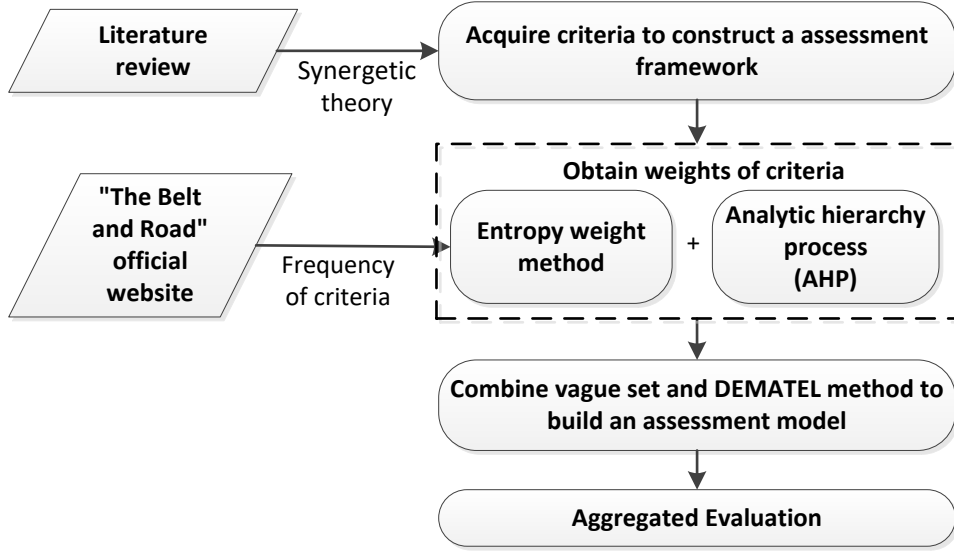 Literature
review
Synergetic
theory
Acquire criteria to construct a assessment
framework
"The Belt
and Road"
official
website
Frequency
of criteria
Obtain weights of criteria
Entropy weight
method
+
Analytic hierarchy
process
(AHP)
Combine vague set and DEMATEL method to
build an assessment model
Aggregated Evaluation